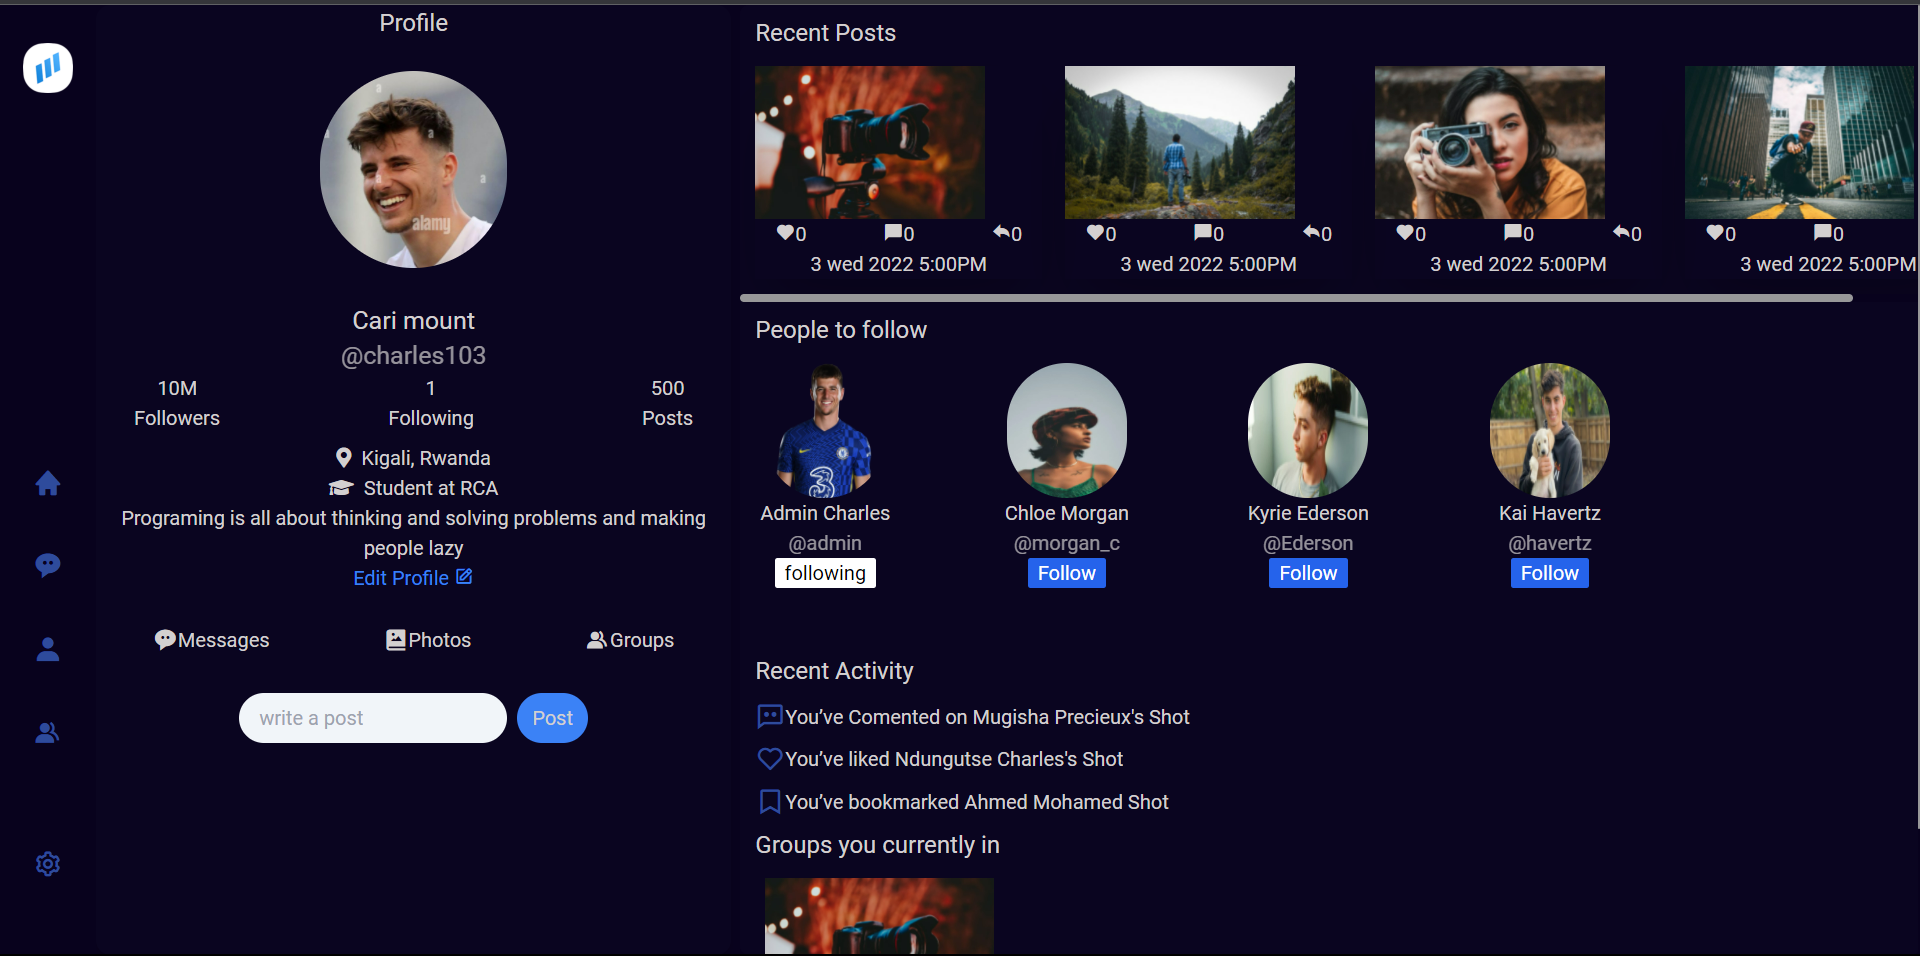 Profile
alamy
a
a
a
a
a
Cari mount
@charles103
10M
Followers
1
Following
500
Posts
Kigali, Rwanda
Student at RCA
Programing is all about thinking and solving problems and making
people lazy
Edit Profile
Messages
Photos
Groups
write a post
Post
Recent Posts
0 0 0
3 wed 2022 5:00PM
0 0 0
3 wed 2022 5:00PM
0 0 0
3 wed 2022 5:00PM
0 0
3 wed 2022 5:00PM
People to follow
3
Admin Charles
@admin
following
Chloe Morgan
@morgan_c
Follow
Kyrie Ederson
@Ederson
Follow
Kai Havertz
@havertz
Follow
Recent Activity
You’ve Comented on Mugisha Precieux's Shot
You’ve liked Ndungutse Charles's Shot
You’ve bookmarked Ahmed Mohamed Shot
Groups you currently in